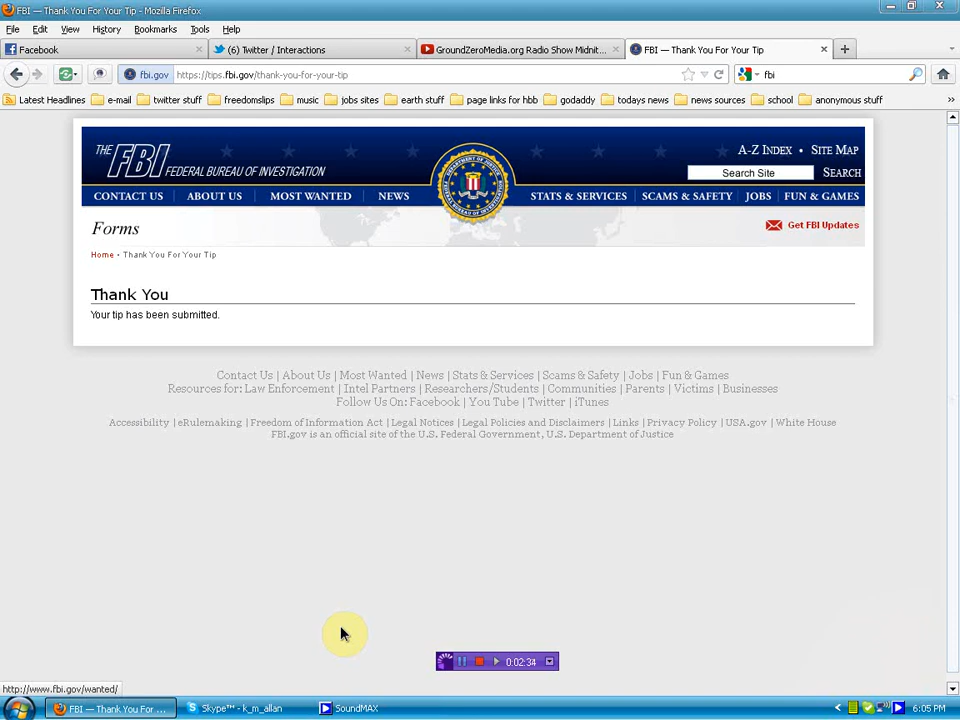 FBI — Thank You For Your Tip - Mozilla Firefox
File Edit View History Bookmarks Tools Help
Facebook (6) Twitter / Interactions GroundZeroMedia.org Radio Show Midnit... FBI — Thank You For Your Tip
fbi.gov https://tips.fbi.gov/thank-you-for-your-tip fbi
Latest Headlines e-mail twitter stuff freedomslips music jobs sites earth stuff page links for hbb godaddy todays news news sources school anonymous stuff
A-Z INDEX • SITE MAP
THE FBI FEDERAL BUREAU OF INVESTIGATION
Search Site SEARCH
CONTACT US ABOUT US MOST WANTED NEWS STATS & SERVICES SCAMS & SAFETY JOBS FUN & GAMES
Forms Get FBI Updates
Home • Thank You For Your Tip
Thank You
Your tip has been submitted.
Contact Us | About Us | Most Wanted | News | Stats & Services | Scams & Safety | Jobs | Fun & Games
Resources for: Law Enforcement | Intel Partners | Researchers/Students | Communities | Parents | Victims | Businesses
Follow Us On: Facebook | You Tube | Twitter | iTunes
Accessibility | eRulemaking | Freedom of Information Act | Legal Notices | Legal Policies and Disclaimers | Links | Privacy Policy | USA.gov | White House
FBI.gov is an official site of the U.S. Federal Government, U.S. Department of Justice
0:02:34
http://www.fbi.gov/wanted/
FBI — Thank You For ... Skype™ - k_m_allan SoundMAX 6:05 PM